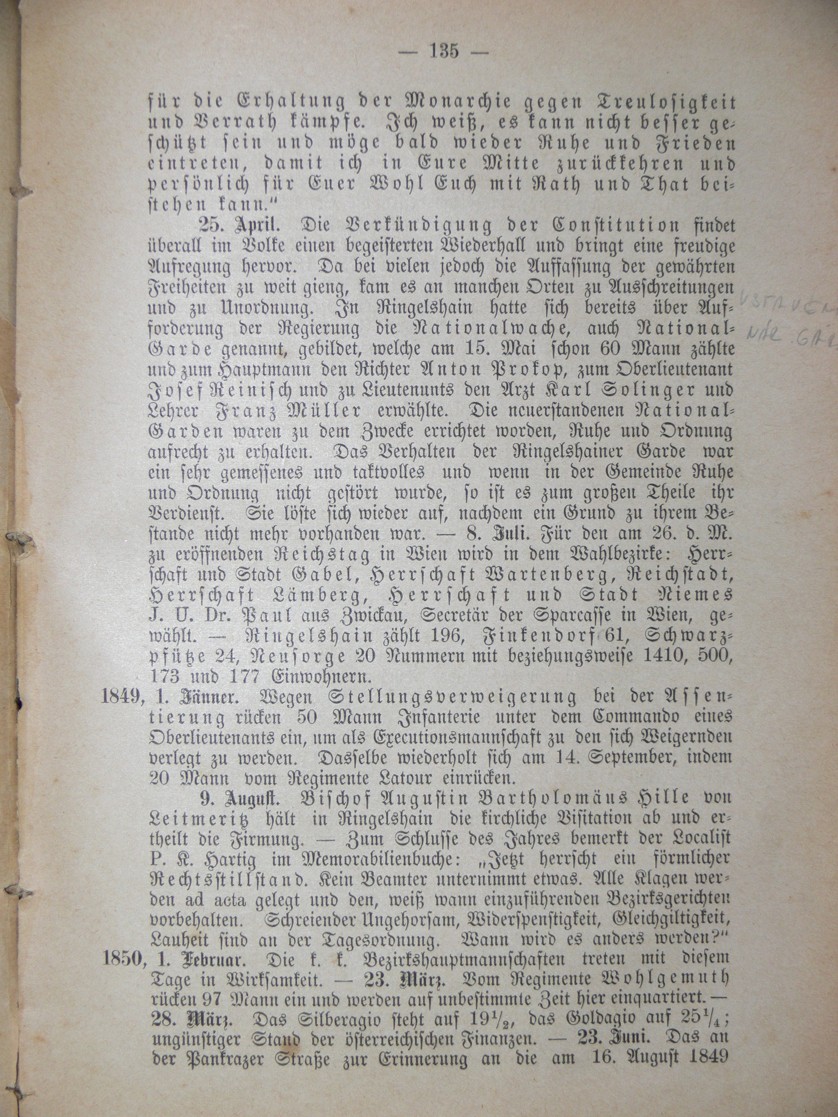 — 135 —
für die Erhaltung der Monarchie gegen Treulosigkeit
und Verrath kämpfe. Ich weiß, es kann nicht besser ge-
schützt sein und möge bald wieder Ruhe und Frieden
eintreten, damit ich in Eure Mitte zurückkehren und
persönlich für Euer Wohl Euch mit Rath und That bei-
stehen kann."
25. April. Die Verkündigung der Constitution findet
überall im Volke einen begeisterten Wiederhall und bringt eine freudige
Aufregung hervor. Da bei vielen jedoch die Auffassung der gewährten
Freiheiten zu weit gieng, kam es an manchen Orten zu Ausschreitungen
und zu Unordnung. In Ringelshain hatte sich bereits über Auf-
forderung der Regierung die Nationalwache, auch National-
Garde genannt, gebildet, welche am 15. Mai schon 60 Mann zählte
und zum Hauptmann den Richter Anton Prokop, zum Oberlieutenant
Josef Reinisch und zu Lieutenunts den Arzt Karl Solinger und
Lehrer Franz Müller erwählte. Die neuerstandenen National-
Garden waren zu dem Zwecke errichtet worden, Ruhe und Ordnung
aufrecht zu erhalten. Das Verhalten der Ringelshainer Garde war
ein sehr gemessenes und taktvolles und wenn in der Gemeinde Ruhe
und Ordnung nicht gestört wurde, so ist es zum großen Theile ihr
Verdienst. Sie löste sich wieder auf, nachdem ein Grund zu ihrem Be-
stande nicht mehr vorhanden war. — 8. Juli. Für den am 26. d. M.
zu eröffnenden Reichstag in Wien wird in dem Wahlbezirke: Herr-
schaft und Stadt Gabel, Herrschaft Wartenberg, Reichstadt,
Herrschaft Lämberg, Herrschaft und Stadt Niemes
J. U. Dr. Paul aus Zwickau, Secretär der Sparcasse in Wien, ge-
wählt. — Ringelshain zählt 196, Finkendorf 61, Schwarz-
pfütze 24, Neusorge 20 Nummern mit beziehungsweise 1410, 500,
173 und 177 Einwohnern.
1849, 1. Jänner. Wegen Stellungsverweigerung bei der Assen-
tierung rücken 50 Mann Infanterie unter dem Commando eines
Oberlieutenants ein, um als Executionsmannschaft zu den sich Weigernden
verlegt zu werden. Dasselbe wiederholt sich am 14. September, indem
20 Mann vom Regimente Latour einrücken.
9. August. Bischof Augustin Bartholomäus Hille von
Leitmeritz hält in Ringelshain die kirchliche Visitation ab und er-
theilt die Firmung. — Zum Schlusse des Jahres bemerkt der Localist
P. K. Hartig im Memorabilienbuche: „Jetzt herrscht ein förmlicher
Rechtsstillstand. Kein Beamter unternimmt etwas. Alle Klagen wer-
den ad acta gelegt und den, weiß wann einzuführenden Bezirksgerichten
vorbehalten. Schreiender Ungehorsam, Widerspenstigkeit, Gleichgiltigkeit,
Lauheit sind an der Tagesordnung. Wann wird es anders werden?"
1850, 1. Februar. Die k. k. Bezirkshauptmannschaften treten mit diesem
Tage in Wirksamkeit. — 23. März. Vom Regimente Wohlgemuth
rücken 97 Mann ein und werden auf unbestimmte Zeit hier einquartiert. —
28. März. Das Silberagio steht auf 19½, das Goldagio auf 25¼;
ungünstiger Stand der österreichischen Finanzen. — 23. Juni. Das an
der Pankrazer Straße zur Erinnerung an die am 16. August 1849